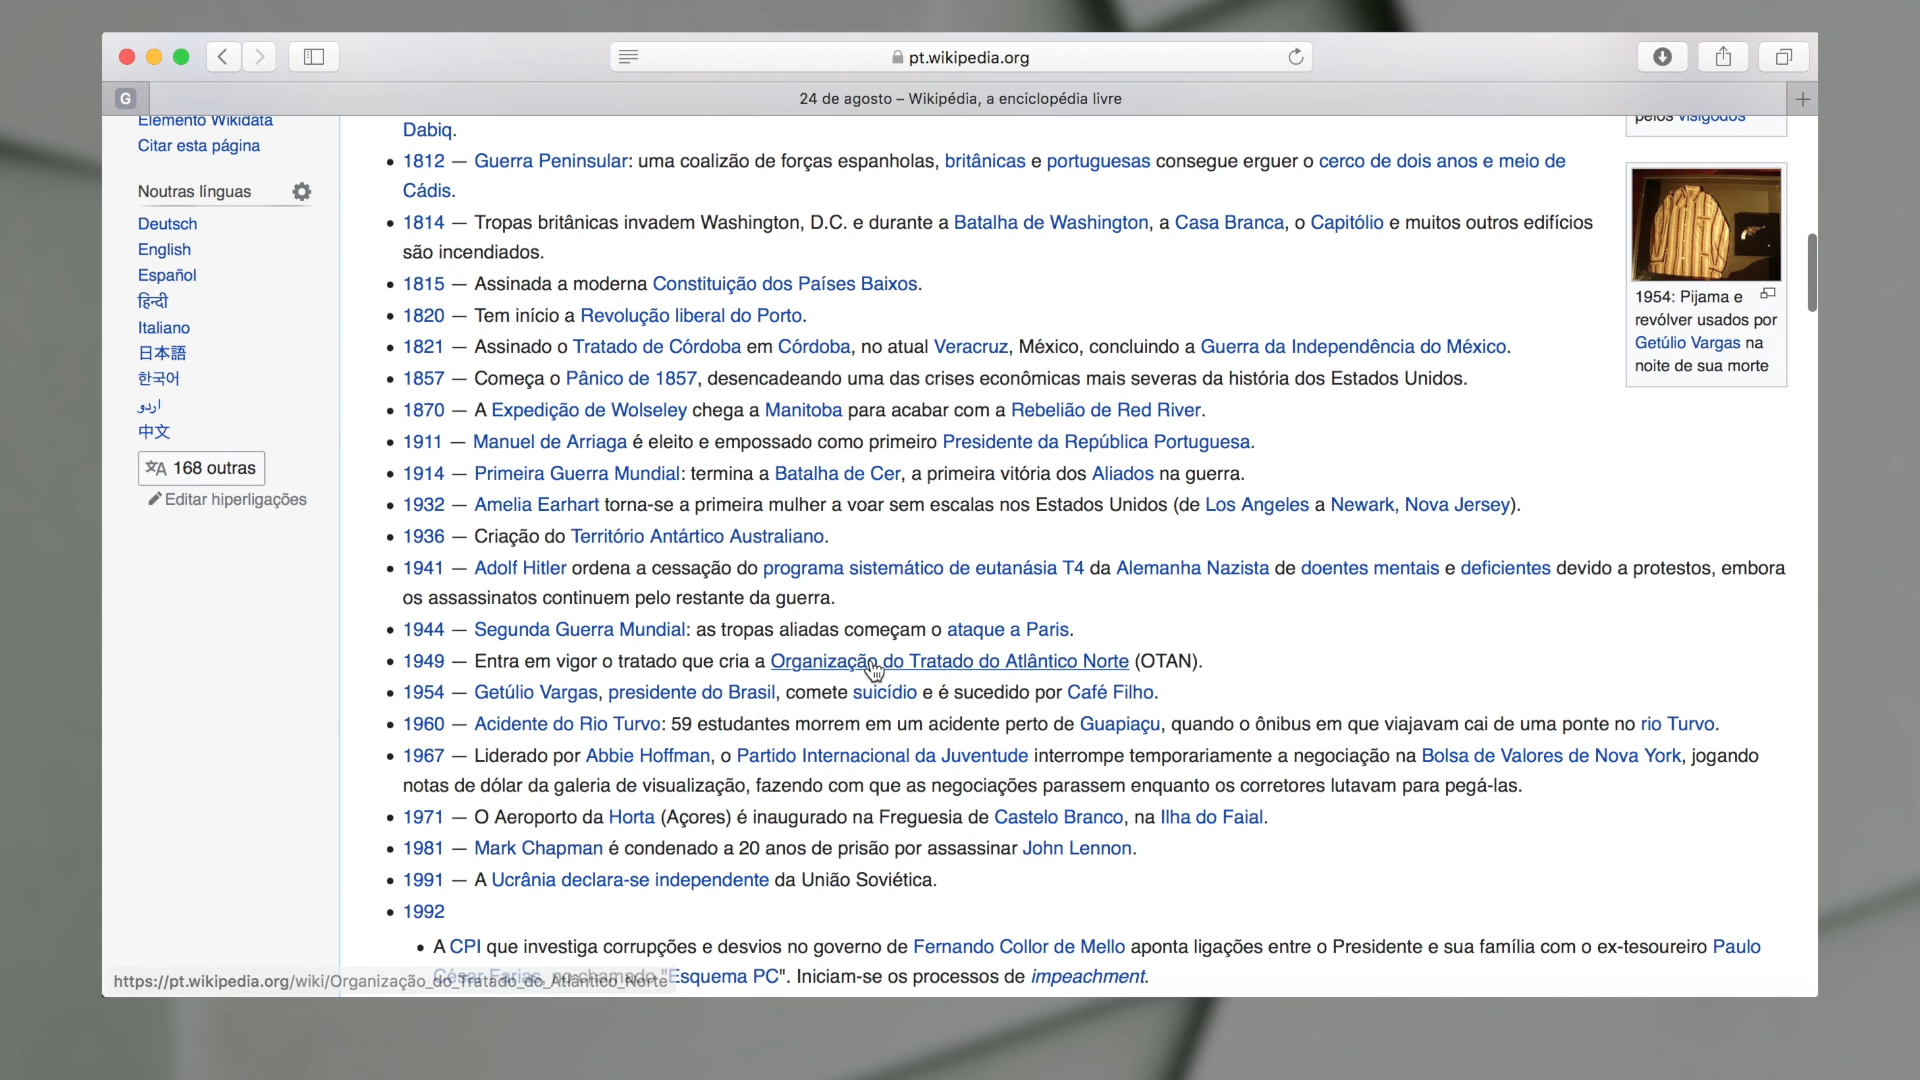 pt.wikipedia.org
G
24 de agosto – Wikipédia, a enciclopédia livre
Elemento Wikidata
Citar esta página
Noutras línguas
Deutsch
English
Español
हिन्दी
Italiano
日本語
한국어
اردو
中文
168 outras
Editar hiperligações
Dabiq.
1812 — Guerra Peninsular: uma coalizão de forças espanholas, britânicas e portuguesas consegue erguer o cerco de dois anos e meio de
Cádis.
1814 — Tropas britânicas invadem Washington, D.C. e durante a Batalha de Washington, a Casa Branca, o Capitólio e muitos outros edifícios
são incendiados.
1815 — Assinada a moderna Constituição dos Países Baixos.
1820 — Tem início a Revolução liberal do Porto.
1821 — Assinado o Tratado de Córdoba em Córdoba, no atual Veracruz, México, concluindo a Guerra da Independência do México.
1857 — Começa o Pânico de 1857, desencadeando uma das crises econômicas mais severas da história dos Estados Unidos.
1870 — A Expedição de Wolseley chega a Manitoba para acabar com a Rebelião de Red River.
1911 — Manuel de Arriaga é eleito e empossado como primeiro Presidente da República Portuguesa.
1914 — Primeira Guerra Mundial: termina a Batalha de Cer, a primeira vitória dos Aliados na guerra.
1932 — Amelia Earhart torna-se a primeira mulher a voar sem escalas nos Estados Unidos (de Los Angeles a Newark, Nova Jersey).
1936 — Criação do Território Antártico Australiano.
1941 — Adolf Hitler ordena a cessação do programa sistemático de eutanásia T4 da Alemanha Nazista de doentes mentais e deficientes devido a protestos, embora
os assassinatos continuem pelo restante da guerra.
1944 — Segunda Guerra Mundial: as tropas aliadas começam o ataque a Paris.
1949 — Entra em vigor o tratado que cria a Organização do Tratado do Atlântico Norte (OTAN).
1954 — Getúlio Vargas, presidente do Brasil, comete suicídio e é sucedido por Café Filho.
1960 — Acidente do Rio Turvo: 59 estudantes morrem em um acidente perto de Guapiaçu, quando o ônibus em que viajavam cai de uma ponte no rio Turvo.
1967 — Liderado por Abbie Hoffman, o Partido Internacional da Juventude interrompe temporariamente a negociação na Bolsa de Valores de Nova York, jogando
notas de dólar da galeria de visualização, fazendo com que as negociações parassem enquanto os corretores lutavam para pegá-las.
1971 — O Aeroporto da Horta (Açores) é inaugurado na Freguesia de Castelo Branco, na Ilha do Faial.
1981 — Mark Chapman é condenado a 20 anos de prisão por assassinar John Lennon.
1991 — A Ucrânia declara-se independente da União Soviética.
1992
A CPI que investiga corrupções e desvios no governo de Fernando Collor de Mello aponta ligações entre o Presidente e sua família com o ex-tesoureiro Paulo
César Farias, no chamado "Esquema PC". Iniciam-se os processos de impeachment.
pelos visigodos
1954: Pijama e
revólver usados por
Getúlio Vargas na
noite de sua morte
https://pt.wikipedia.org/wiki/Organização_do_Tratado_do_Atlântico_Norte